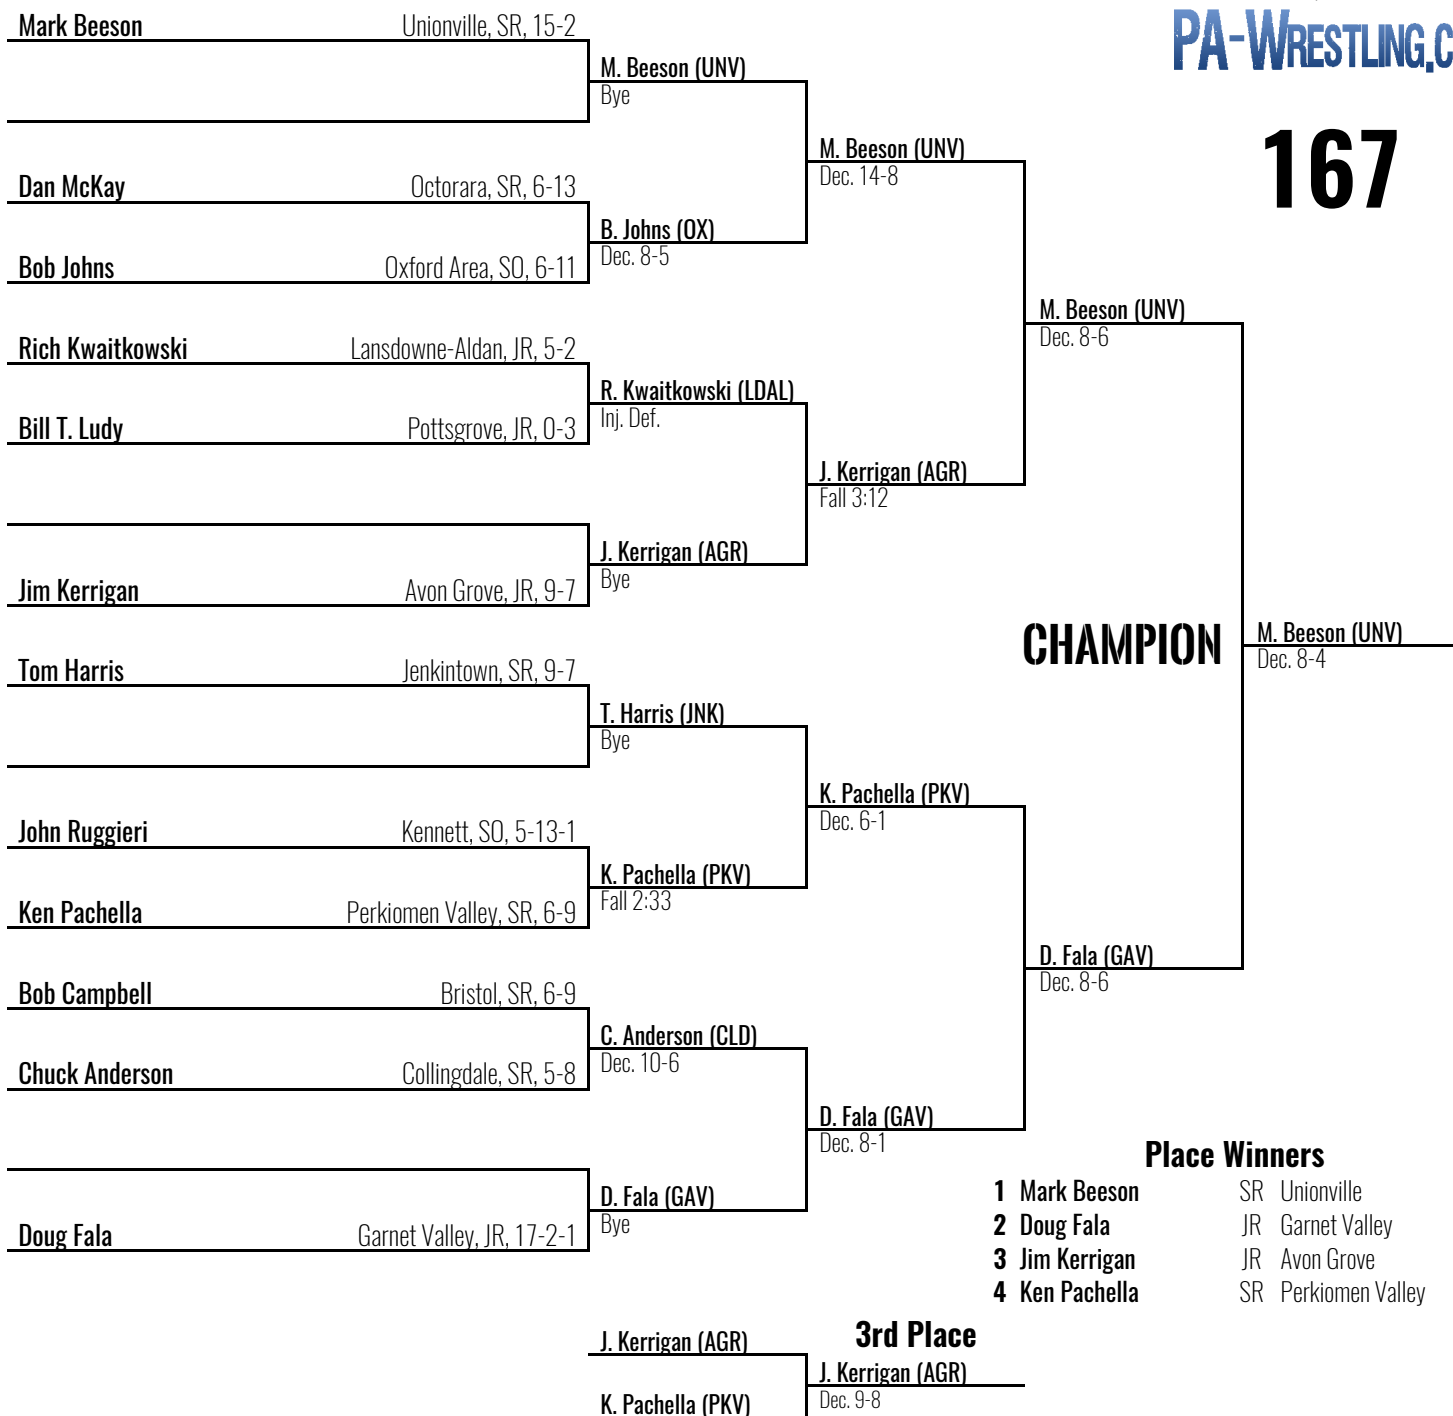 Mark Beeson Unionville, SR, 15-2
PA-WRESTLING.C
M. Beeson (UNV)
Bye
167
M. Beeson (UNV)
Dec. 14-8
Dan McKay Octorara, SR, 6-13
B. Johns (OX)
Dec. 8-5
Bob Johns Oxford Area, SO, 6-11
M. Beeson (UNV)
Dec. 8-6
Rich Kwaitkowski Lansdowne-Aldan, JR, 5-2
R. Kwaitkowski (LDAL)
Inj. Def.
Bill T. Ludy Pottsgrove, JR, 0-3
J. Kerrigan (AGR)
Fall 3:12
J. Kerrigan (AGR)
Bye
Jim Kerrigan Avon Grove, JR, 9-7
CHAMPION
M. Beeson (UNV)
Dec. 8-4
Tom Harris Jenkintown, SR, 9-7
T. Harris (JNK)
Bye
K. Pachella (PKV)
Dec. 6-1
John Ruggieri Kennett, SO, 5-13-1
K. Pachella (PKV)
Fall 2:33
Ken Pachella Perkiomen Valley, SR, 6-9
D. Fala (GAV)
Dec. 8-6
Bob Campbell Bristol, SR, 6-9
C. Anderson (CLD)
Dec. 10-6
Chuck Anderson Collingdale, SR, 5-8
D. Fala (GAV)
Dec. 8-1
D. Fala (GAV)
Bye
Doug Fala Garnet Valley, JR, 17-2-1
Place Winners
1 Mark Beeson SR Unionville
2 Doug Fala JR Garnet Valley
3 Jim Kerrigan JR Avon Grove
4 Ken Pachella SR Perkiomen Valley
3rd Place
J. Kerrigan (AGR)
J. Kerrigan (AGR)
Dec. 9-8
K. Pachella (PKV)